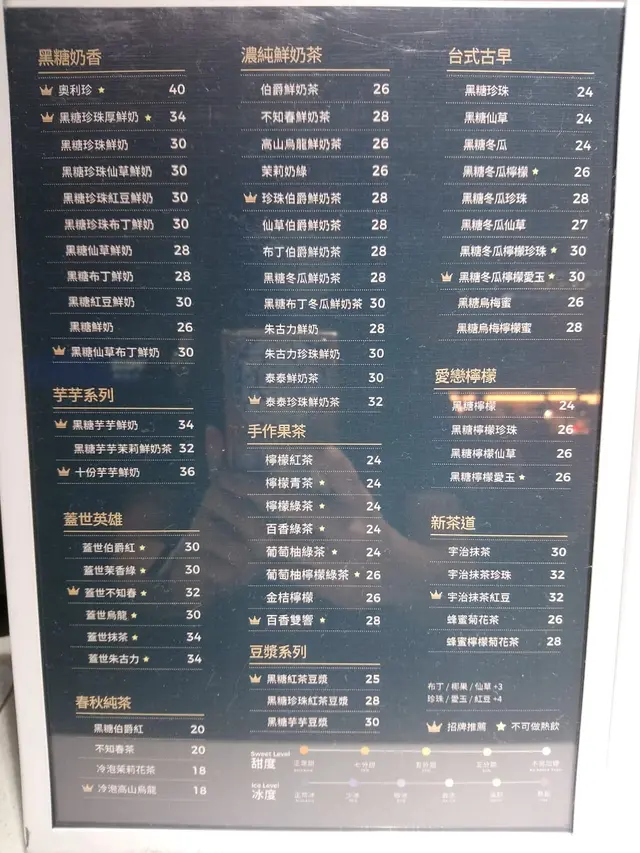 黑糖奶香
奧利珍 ★ 40
黑糖珍珠厚鮮奶 ★ 34
黑糖珍珠鮮奶 30
黑糖珍珠仙草鮮奶 30
黑糖珍珠紅豆鮮奶 30
黑糖珍珠布丁鮮奶 30
黑糖仙草鮮奶 28
黑糖布丁鮮奶 28
黑糖紅豆鮮奶 30
黑糖鮮奶 26
黑糖仙草布丁鮮奶 30
芋芋系列
黑糖芋芋鮮奶 34
黑糖芋芋茉莉鮮奶茶 32
十份芋芋鮮奶 36
蓋世英雄
蓋世伯爵紅 ★ 30
蓋世茉香綠 ★ 30
蓋世不知春 ★ 32
蓋世烏龍 ★ 30
蓋世抹茶 ★ 34
蓋世朱古力 ★ 34
春秋純茶
黑糖伯爵紅 20
不知春茶 20
冷泡茉莉花茶 18
冷泡高山烏龍 18
濃純鮮奶茶
伯爵鮮奶茶 26
不知春鮮奶茶 28
高山烏龍鮮奶茶 26
茉莉奶綠 26
珍珠伯爵鮮奶茶 28
仙草伯爵鮮奶茶 28
布丁伯爵鮮奶茶 28
黑糖冬瓜鮮奶茶 28
黑糖布丁冬瓜鮮奶茶 30
朱古力鮮奶 28
朱古力珍珠鮮奶 30
泰泰鮮奶茶 30
泰泰珍珠鮮奶茶 32
手作果茶
檸檬紅茶 24
檸檬青茶 ★ 24
檸檬綠茶 ★ 24
百香綠茶 ★ 24
葡萄柚綠茶 ★ 24
葡萄柚檸檬綠茶 ★ 26
金桔檸檬 26
百香雙響 ★ 28
豆漿系列
黑糖紅茶豆漿 25
黑糖珍珠紅茶豆漿 28
黑糖芋芋豆漿 30
台式古早
黑糖珍珠 24
黑糖仙草 24
黑糖冬瓜 24
黑糖冬瓜檸檬 ★ 26
黑糖冬瓜珍珠 28
黑糖冬瓜仙草 27
黑糖冬瓜檸檬珍珠 ★ 30
黑糖冬瓜檸檬愛玉 ★ 30
黑糖烏梅蜜 26
黑糖烏梅檸檬蜜 28
愛戀檸檬
黑糖檸檬 24
黑糖檸檬珍珠 26
黑糖檸檬仙草 26
黑糖檸檬愛玉 ★ 26
新茶道
宇治抹茶 30
宇治抹茶珍珠 32
宇治抹茶紅豆 32
蜂蜜菊花茶 26
蜂蜜檸檬菊花茶 28
布丁 / 椰果 / 仙草 +3
珍珠 / 愛玉 / 紅豆 +4
招牌推薦 ★ 不可做熱飲
Sweet Level
甜度
Ice Level
冰度